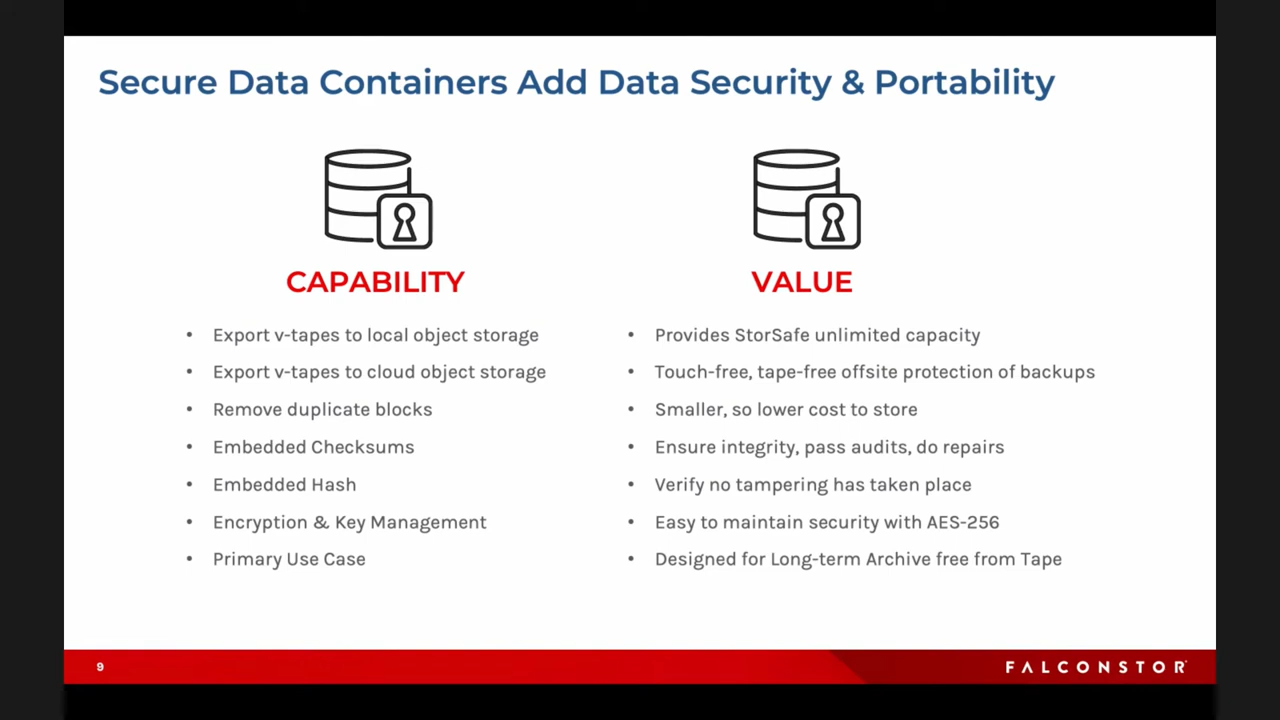 Secure Data Containers Add Data Security & Portability
CAPABILITY
• Export v-tapes to local object storage
• Export v-tapes to cloud object storage
• Remove duplicate blocks
• Embedded Checksums
• Embedded Hash
• Encryption & Key Management
• Primary Use Case
VALUE
• Provides StorSafe unlimited capacity
• Touch-free, tape-free offsite protection of backups
• Smaller, so lower cost to store
• Ensure integrity, pass audits, do repairs
• Verify no tampering has taken place
• Easy to maintain security with AES-256
• Designed for Long-term Archive free from Tape
9
FALCONSTOR